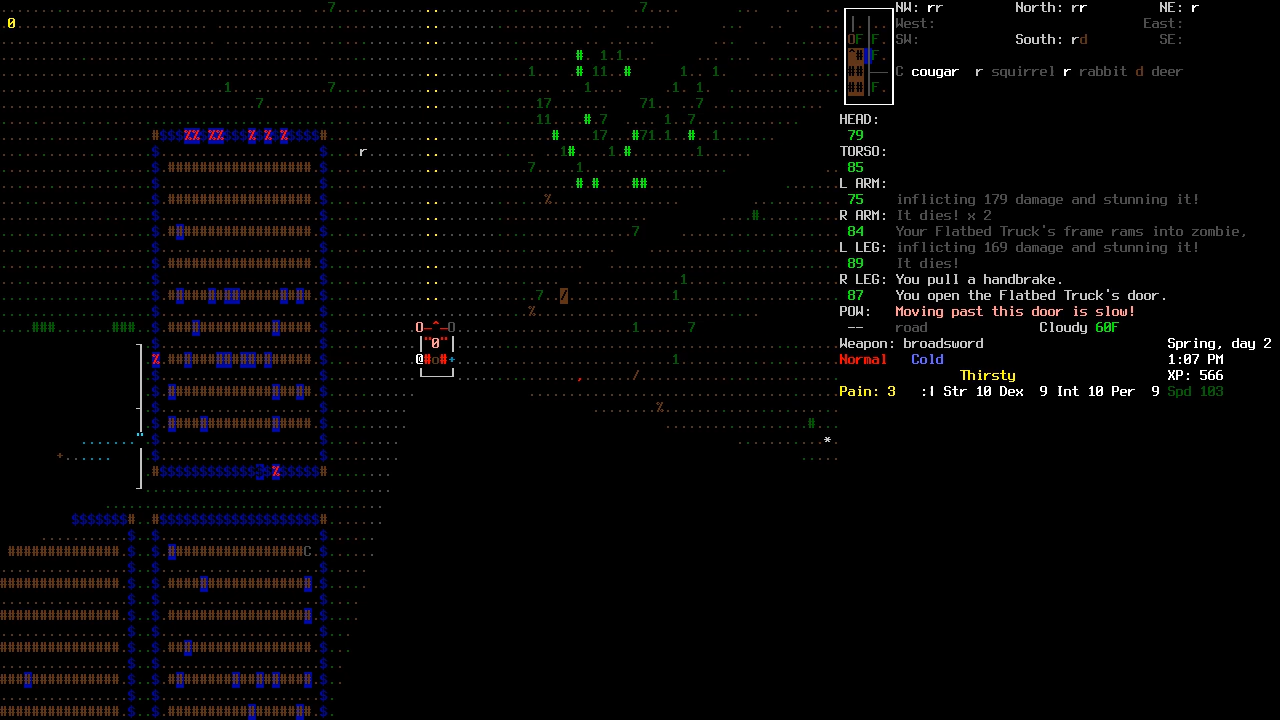 NW: rr North: rr NE: r
West: East:
SW: South: rd SE:
C cougar r squirrel r rabbit d deer
HEAD:
79
TORSO:
85
L ARM:
75 inflicting 179 damage and stunning it!
R ARM: It dies! x 2
84 Your Flatbed Truck's frame rams into zombie,
L LEG: inflicting 169 damage and stunning it!
89 It dies!
R LEG: You pull a handbrake.
87 You open the Flatbed Truck's door.
POW: Moving past this door is slow!
-- road Cloudy 60F
Weapon: broadsword Spring, day 2
Normal Cold 1:07 PM
Thirsty XP: 566
Pain: 3 :| Str 10 Dex 9 Int 10 Per 9 Spd 103